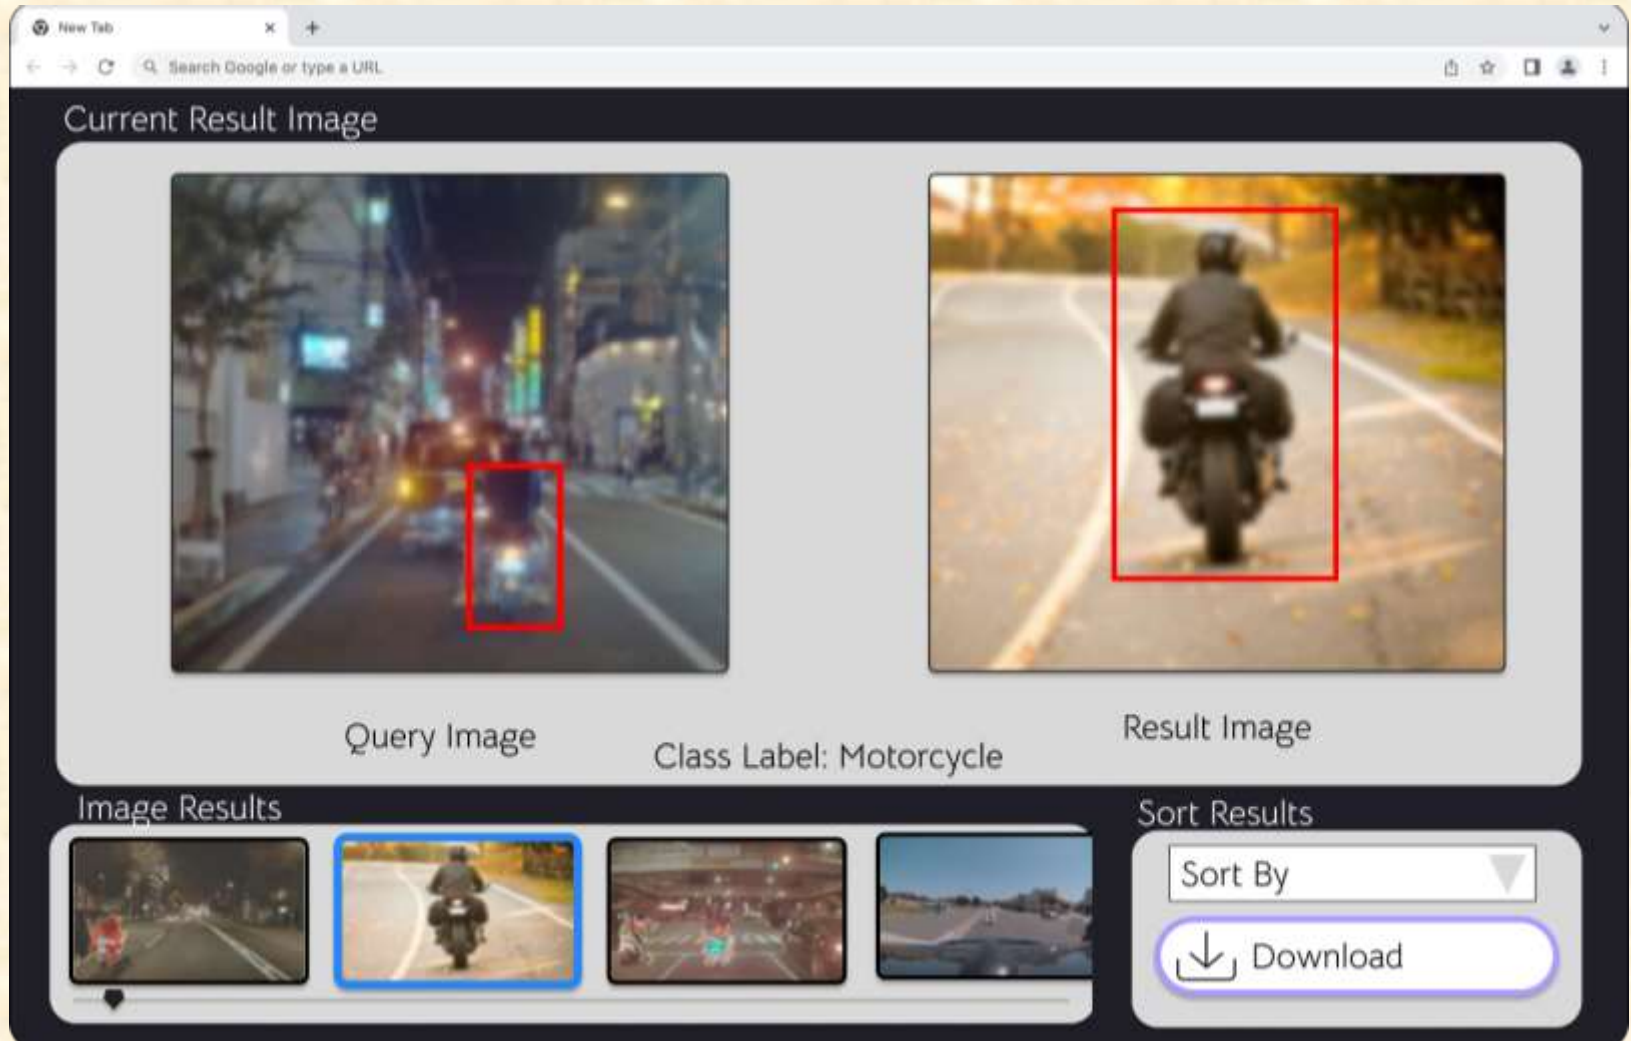 New Tab
Search Google or type a URL
Current Result Image
Query Image
Result Image
Class Label: Motorcycle
Image Results
Sort Results
Sort By
Download